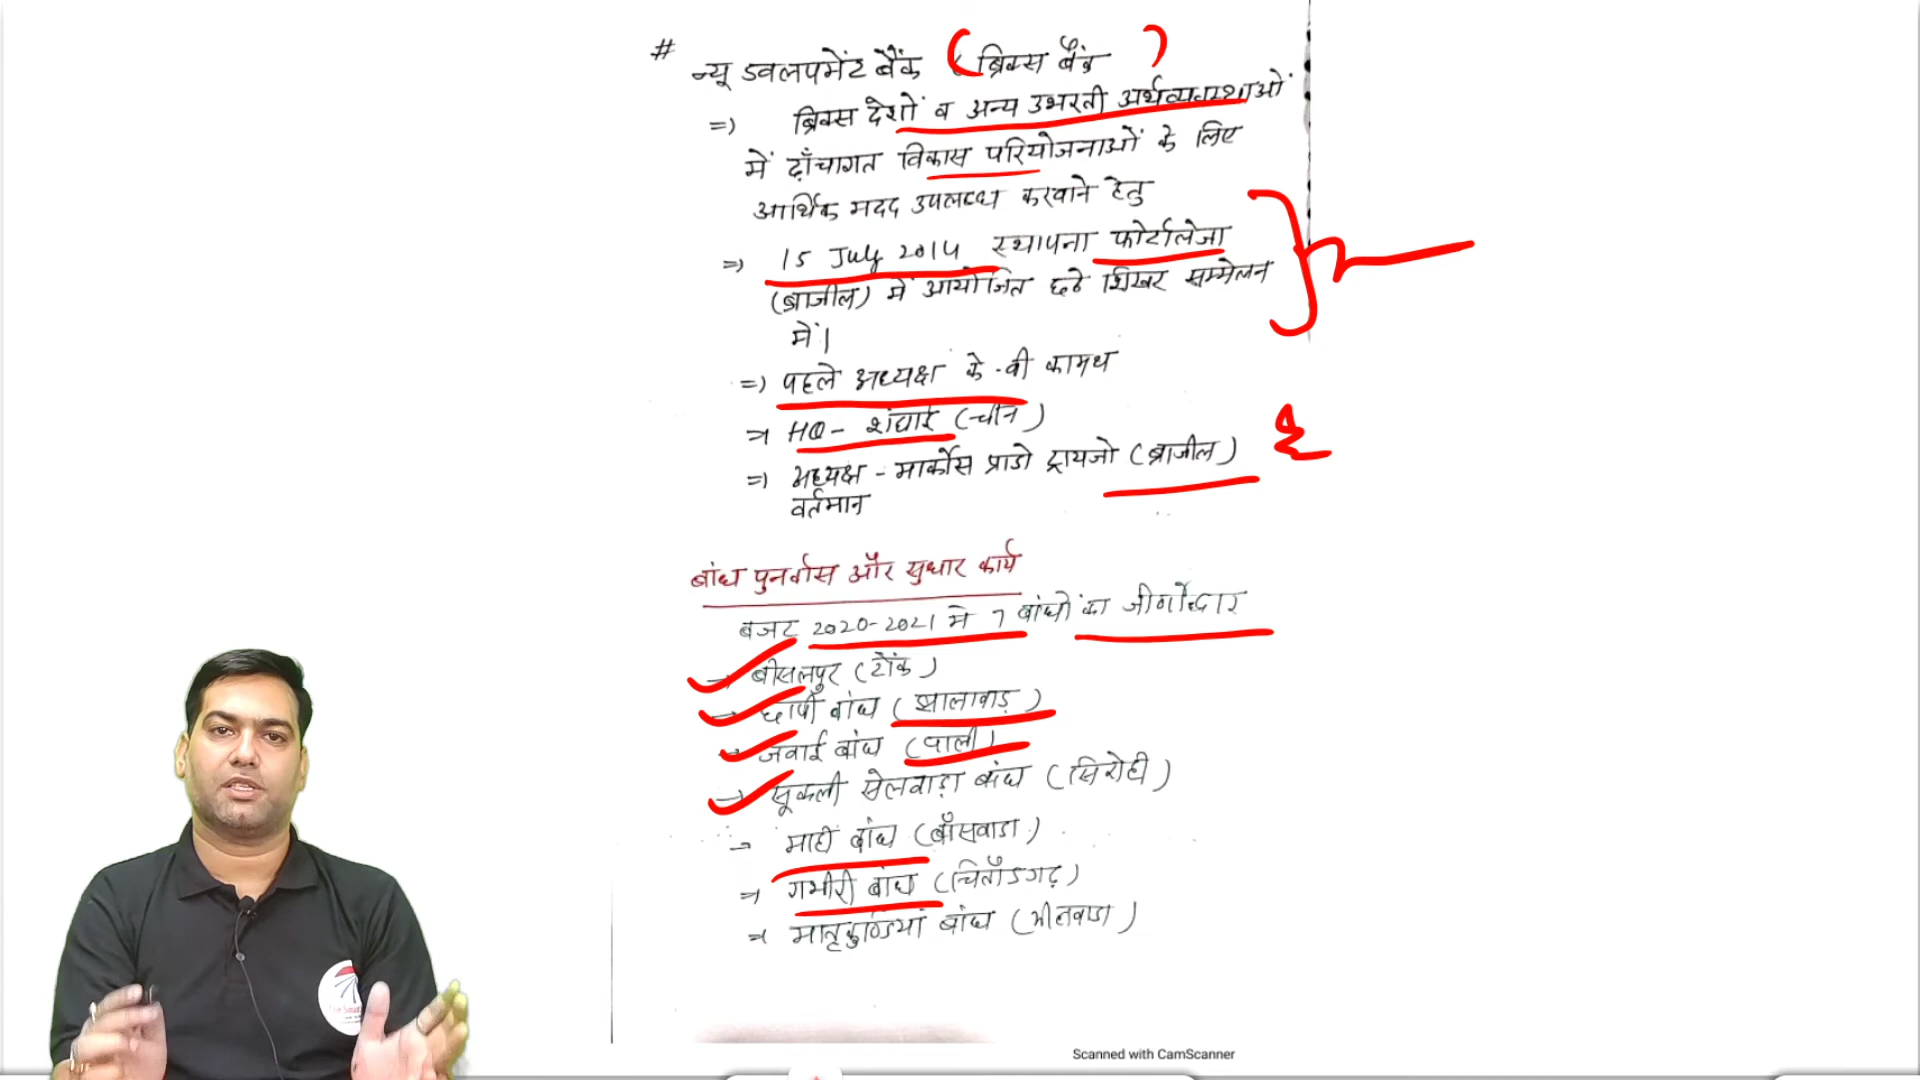 # न्यू डवलपमेंट बैंक (ब्रिक्स बैंक)
=) ब्रिक्स देशों व अन्य उभरती अर्थव्यवस्थाओं
में ढाँचागत विकास परियोजनाओं के लिए
आर्थिक मदद उपलब्ध करवाने हेतु
=) 15 July 2014 स्थापना फोर्टालेजा
(ब्राजील) में आयोजित छठे शिखर सम्मेलन
में।
=) पहले अध्यक्ष के.वी कामथ
=> HQ - शंघाई (चीन)
=) अध्यक्ष - मार्कोस प्राडो ट्रायजो (ब्राजील)
वर्तमान
बांध पुनर्वास और सुधार कार्य
बजट 2020-2021 मे 7 बांधों का जीर्णोद्धार
→ बीसलपुर (टोंक)
→ छापी बांध (झालावाड़)
→ जवाई बांध (पाली)
→ सूकली सेलवाड़ा बांध (सिरोही)
→ माही बांध (बाँसवाडा)
=> गम्भीरी बांध (चितौडगढ़)
=> मातृकुण्डिया बांध (भीलवाडा)
Scanned with CamScanner